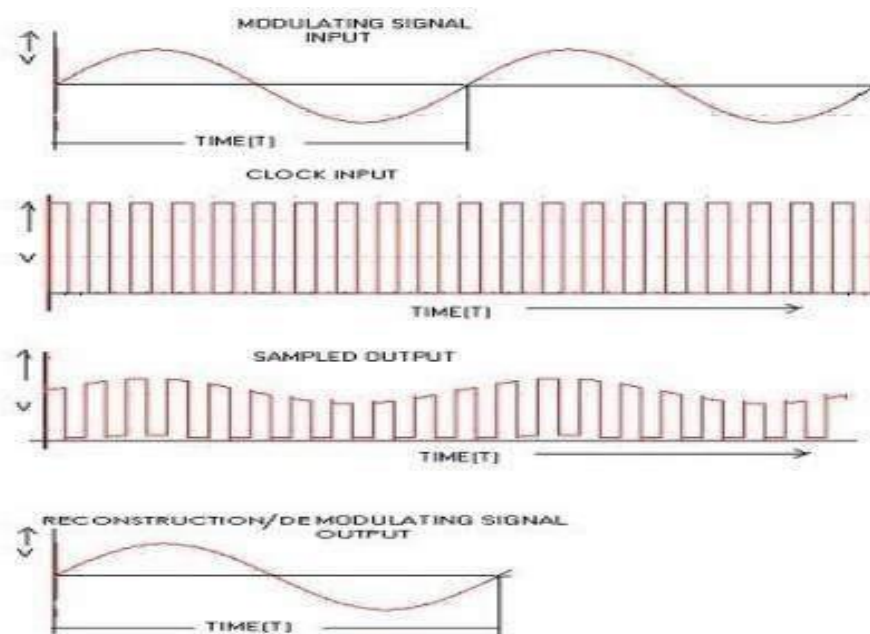 MODULATING SIGNAL
INPUT
V
TIME[T]
CLOCK INPUT
V
TIME[T]
SAMPLED OUTPUT
V
TIME[T]
RECONSTRUCTION/DE MODULATING SIGNAL
OUTPUT
V
TIME[T]